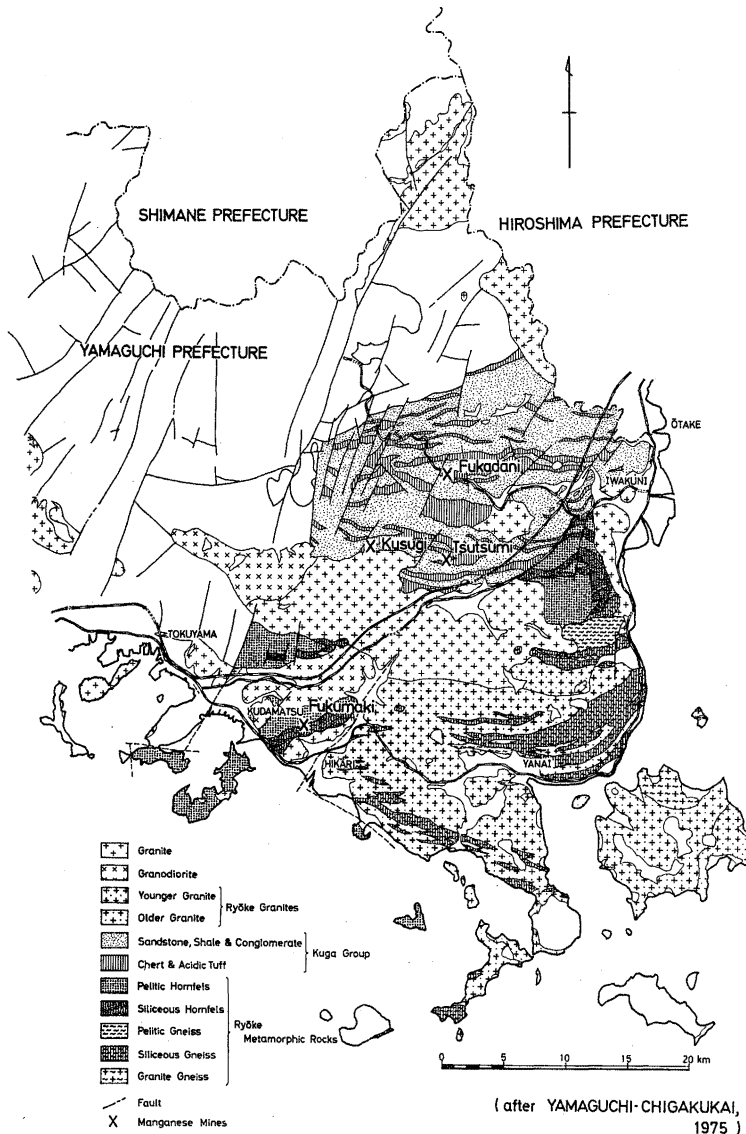 SHIMANE PREFECTURE
HIROSHIMA PREFECTURE
YAMAGUCHI PREFECTURE
ŌTAKE
X Fukadani
IWAKUNI
X Kusugi
Tsutsumi
X
TOKUYAMA
KUDAMATSU
Fukumaki
X
HIKARI
YANAI
Granite
Granodiorite
Younger Granite
Older Granite
Ryōke Granites
Sandstone, Shale & Conglomerate
Chert & Acidic Tuff
Kuga Group
Pelitic Hornfels
Siliceous Hornfels
Pelitic Gneiss
Siliceous Gneiss
Granite Gneiss
Ryōke
Metamorphic Rocks
Fault
X Manganese Mines
0 5 10 15 20 km
( after YAMAGUCHI-CHIGAKUKAI,
1975 )